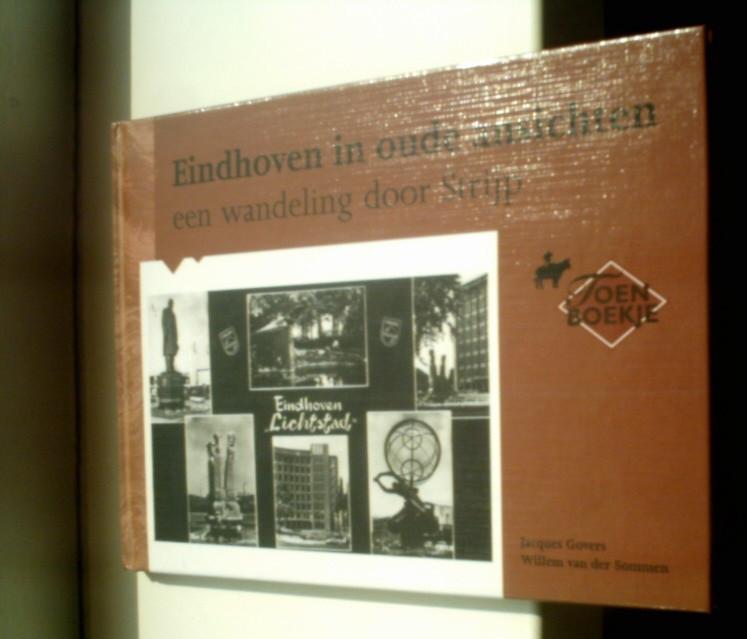 Eindhoven in oude ansichten
een wandeling door Strijp
TOEN
BOEKJE
Eindhoven
„Lichtstad"
Jacques Govers
Willem van der Sommen